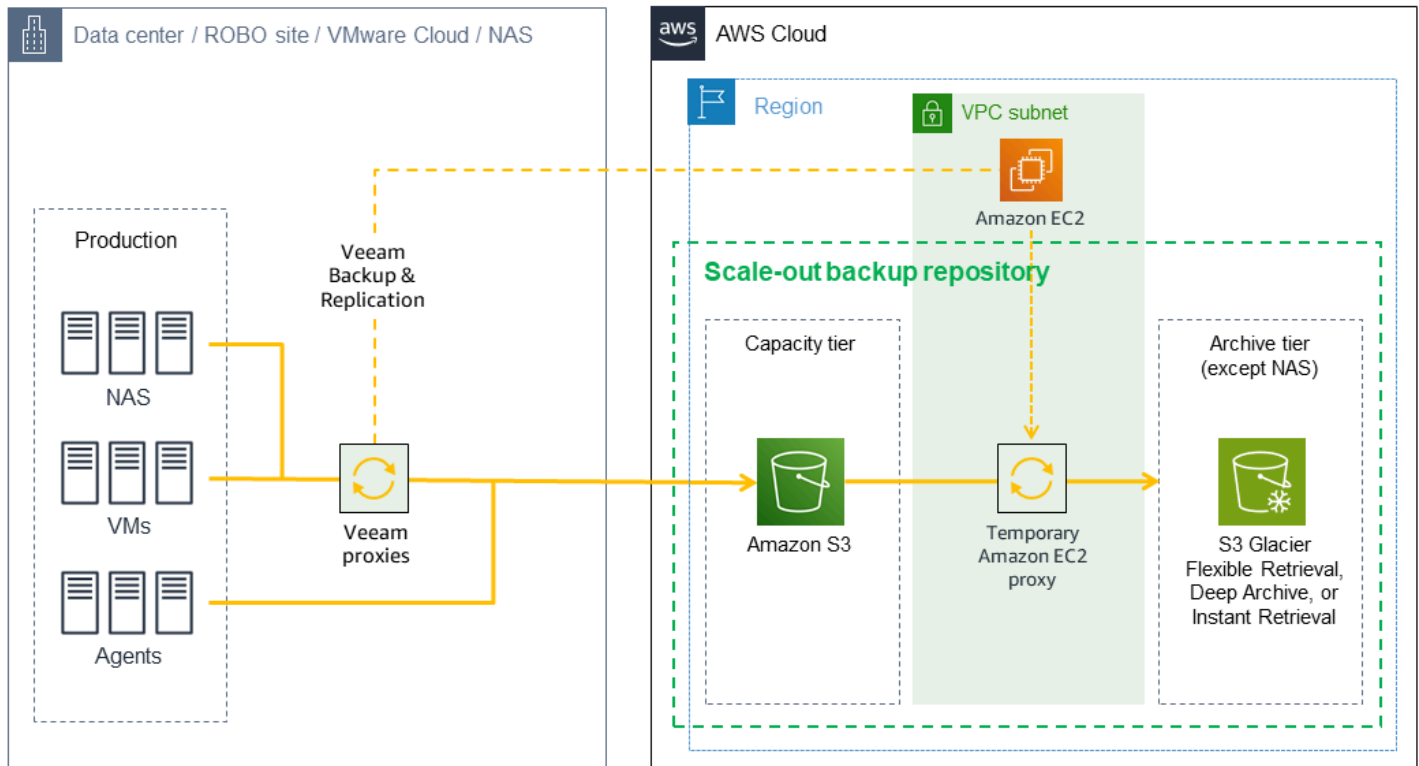 Data center / ROBO site / VMware Cloud / NAS
aws
AWS Cloud
Region
VPC subnet
Amazon EC2
Production
Veeam
Backup &
Replication
Scale-out backup repository
Capacity tier
Archive tier
(except NAS)
NAS
VMs
Veeam
proxies
Amazon S3
Temporary
Amazon EC2
proxy
S3 Glacier
Flexible Retrieval,
Deep Archive, or
Instant Retrieval
Agents